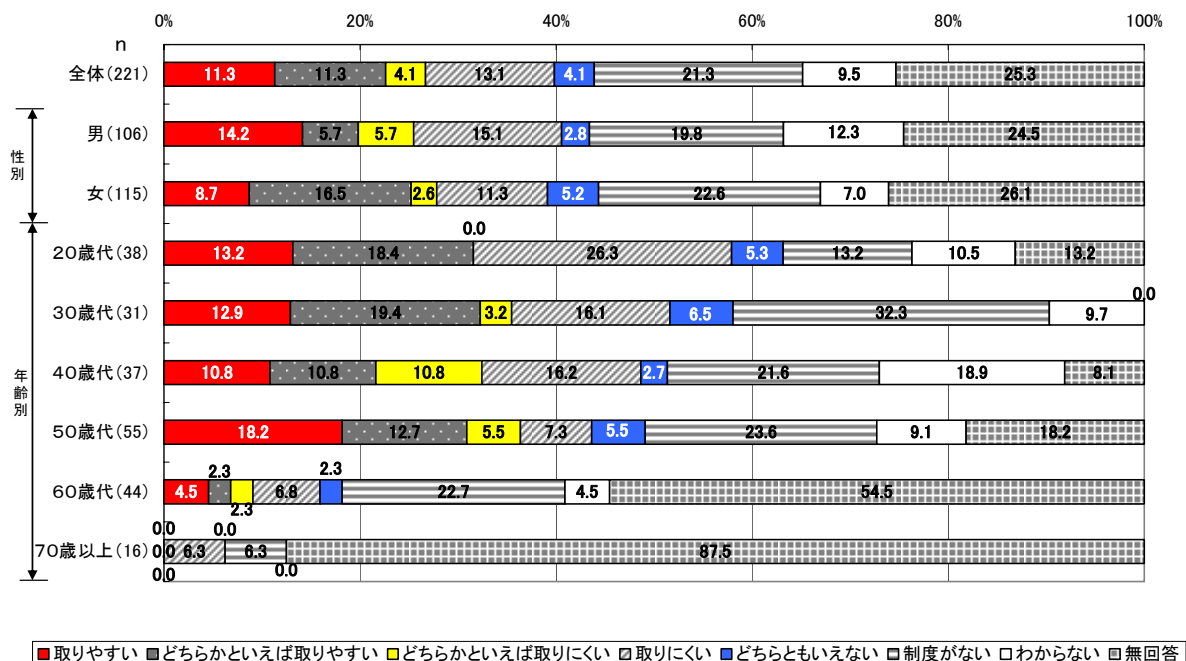 0% 20% 40% 60% 80% 100%
n
全体(221) 11.3 11.3 4.1 13.1 4.1 21.3 9.5 25.3
性別
男(106) 14.2 5.7 5.7 15.1 2.8 19.8 12.3 24.5
女(115) 8.7 16.5 2.6 11.3 5.2 22.6 7.0 26.1
0.0
20歳代(38) 13.2 18.4 26.3 5.3 13.2 10.5 13.2
0.0
30歳代(31) 12.9 19.4 3.2 16.1 6.5 32.3 9.7
年齢別
40歳代(37) 10.8 10.8 10.8 16.2 2.7 21.6 18.9 8.1
50歳代(55) 18.2 12.7 5.5 7.3 5.5 23.6 9.1 18.2
2.3 2.3
60歳代(44) 4.5 6.8 22.7 4.5 54.5
2.3
0.0 0.0
70歳以上(16) 0.0 6.3 6.3 87.5
0.0 0.0
取りやすい どちらかといえば取りやすい どちらかといえば取りにくい 取りにくい どちらともいえない 制度がない わからない 無回答